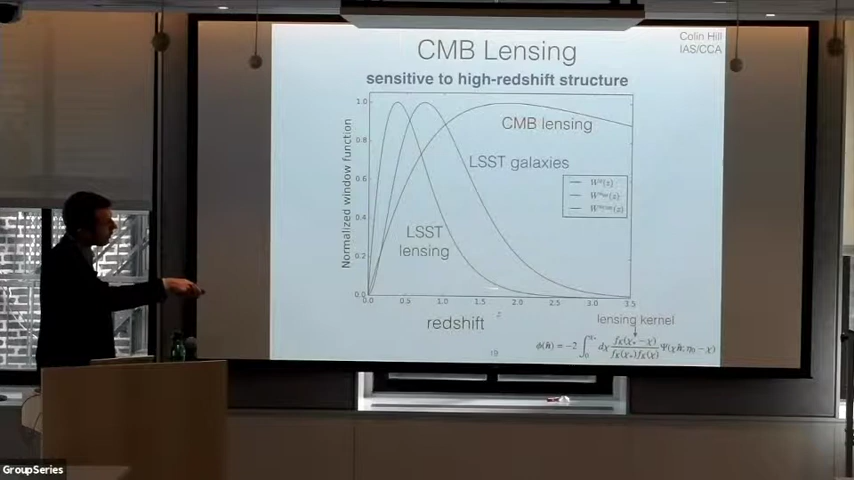 CMB Lensing
Colin Hill
IAS/CCA
sensitive to high-redshift structure
Normalized window function
1.0
0.8
0.6
0.4
0.2
0.0
CMB lensing
LSST galaxies
LSST
lensing
0.0 0.5 1.0 1.5 2.0 2.5 3.0 3.5
z
redshift
lensing kernel
10
GroupSeries